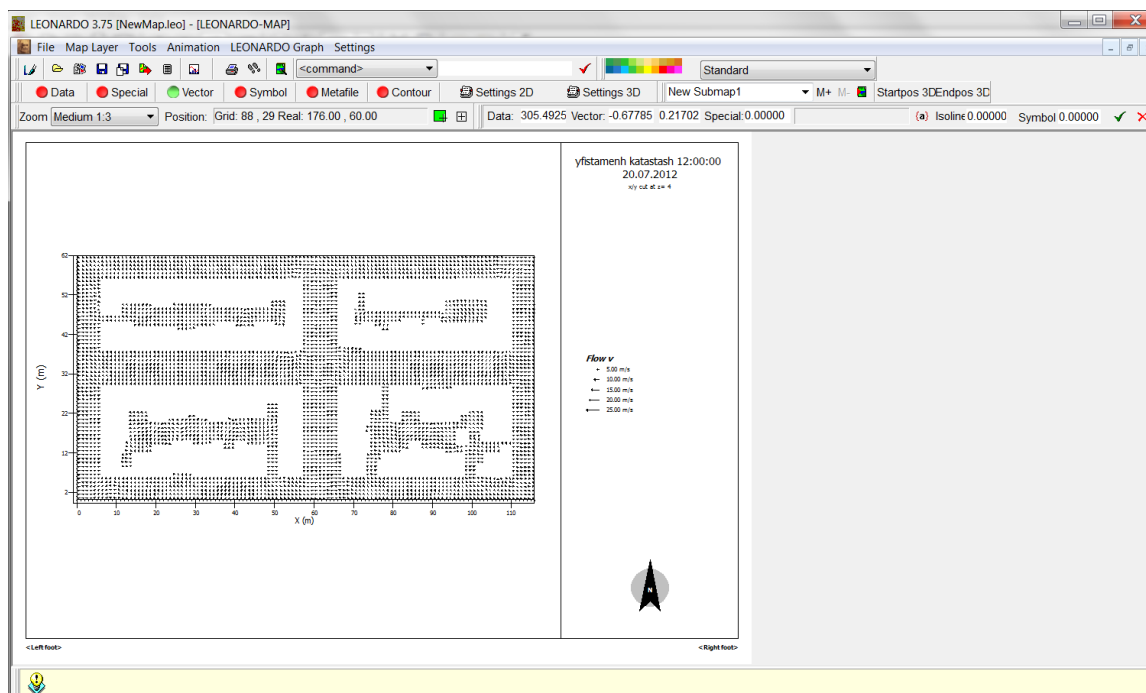 LEONARDO 3.75 [NewMap.leo] - [LEONARDO-MAP]
File Map Layer Tools Animation LEONARDO Graph Settings
<command> Standard
Data Special Vector Symbol Metafile Contour Settings 2D Settings 3D New Submap1 M+ M- Startpos 3D Endpos 3D
Zoom Medium 1:3 Position: Grid: 88 , 29 Real: 176.00 , 60.00 Data: 305.4925 Vector: -0.67785 0.21702 Special: 0.00000 (a) Isoline 0.00000 Symbol 0.00000
yfistamenh katastash 12:00:00
20.07.2012
x/y cut at z= 4
62
52
42
32
22
12
2
Y (m)
0 10 20 30 40 50 60 70 80 90 100 110
X (m)
Flow v
5.00 m/s
10.00 m/s
15.00 m/s
20.00 m/s
25.00 m/s
N
<Left foot> <Right foot>